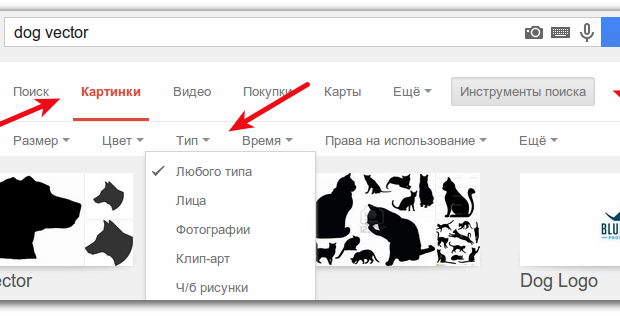 dog vector
Поиск Картинки Видео Покупки Карты Ещё Инструменты поиска
Размер Цвет Тип Время Права на использование Ещё
Любого типа
Лица
Фотографии
Клип-арт
Ч/б рисунки
BLU
ector
Dog Logo